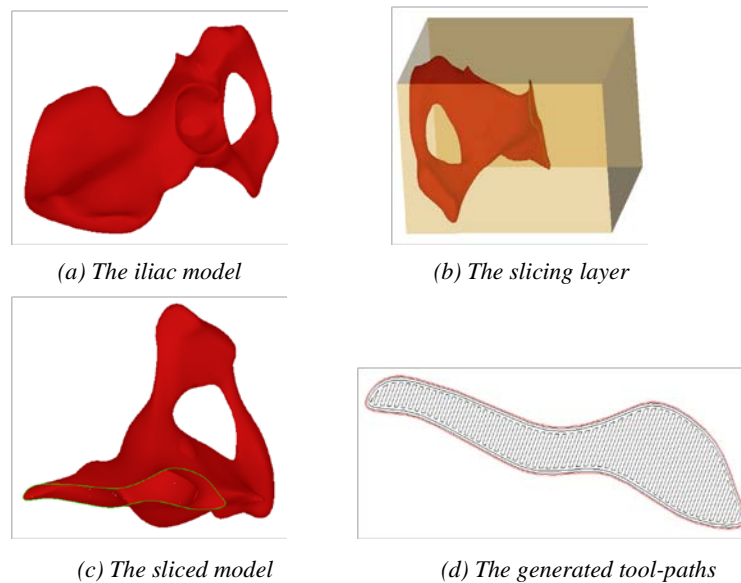 (a) The iliac model
(b) The slicing layer
(c) The sliced model
(d) The generated tool-paths